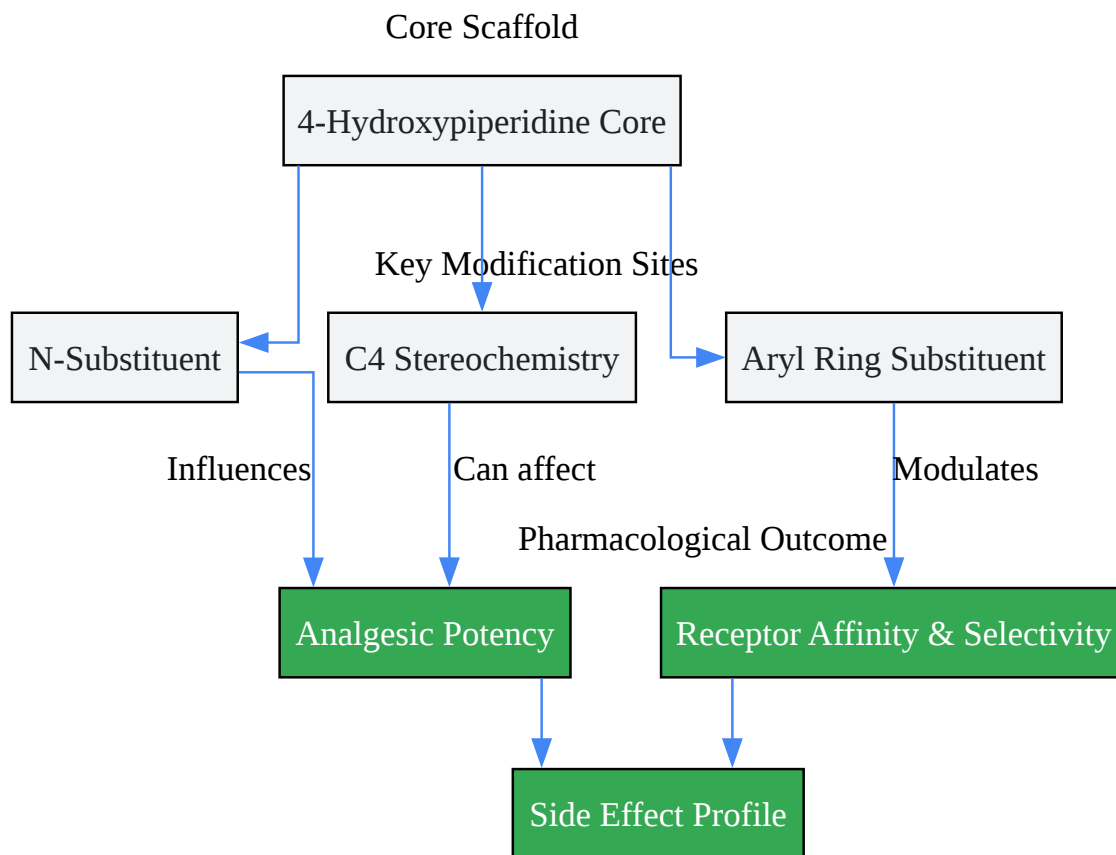 Core Scaffold
4-Hydroxypiperidine Core
Key Modification Sites
N-Substituent
C4 Stereochemistry
Aryl Ring Substituent
Influences
Can affect
Modulates
Pharmacological Outcome
Analgesic Potency
Receptor Affinity & Selectivity
Side Effect Profile